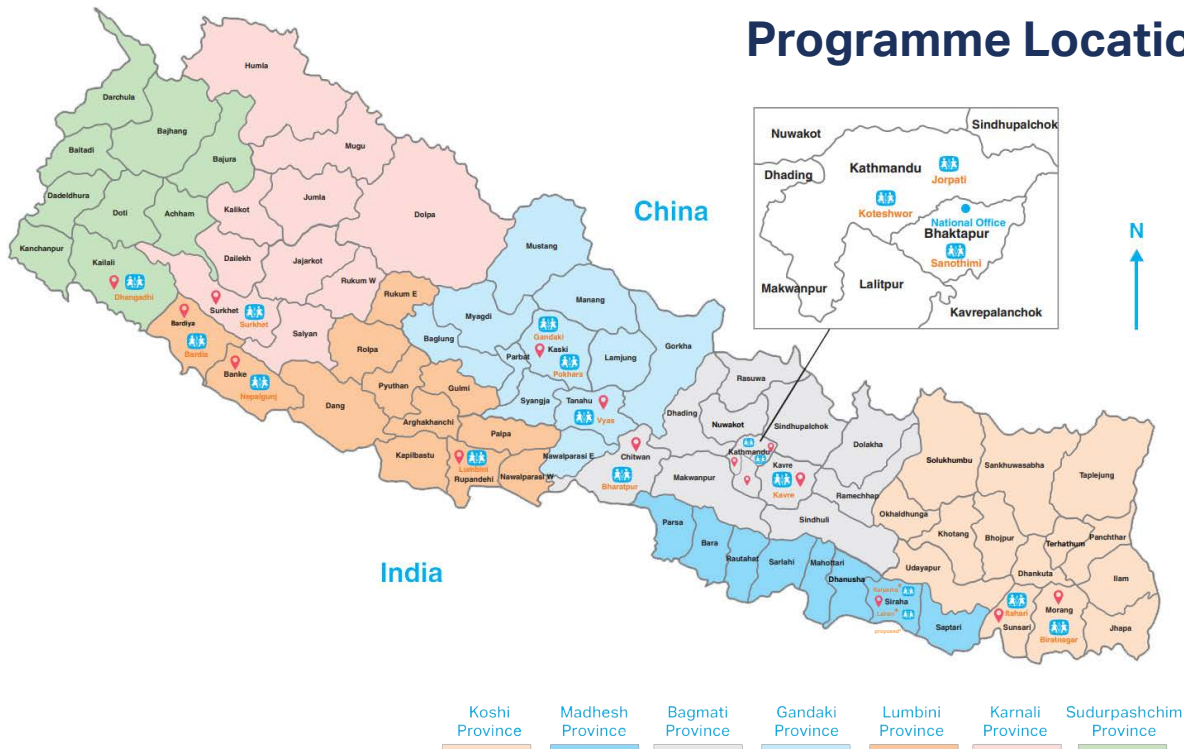 Programme Locatio
Humla
Darchula
Bajhang
Baitadi
Bajura
Mugu
Dadeldhura
Doti
Achham
Kalikot
Jumla
Dolpa
Kanchanpur
Kailali
Dhangadhi
Dailekh
Jajarkot
Rukum W
Surkhet
Surkhet
Salyan
Rukum E
Bardiya
Bardia
Banke
Nepalgunj
Rolpa
Pyuthan
Gulmi
Dang
Arghakhanchi
Palpa
Kapilbastu
Lumbini
Rupandehi
Nawalparasi W
Mustang
Manang
Myagdi
Baglung
Gandaki
Parbat
Kaski
Pokhara
Lamjung
Gorkha
Syangja
Tanahu
Vyas
Nawalparasi E
Chitwan
Bharatpur
China
India
Nuwakot
Sindhupalchok
Dhading
Kathmandu
Jorpati
Koteshwor
National Office
Bhaktapur
Sanothimi
Makwanpur
Lalitpur
Kavrepalanchok
N
Rasuwa
Dhading
Nuwakot
Sindhupalchok
Dolakha
Kathmandu
Kavre
Kavre
Makwanpur
Ramechhap
Sindhuli
Parsa
Bara
Rautahat
Sarlahi
Mahottari
Dhanusha
Siraha
Lahan*
proposed*
Saptari
Solukhumbu
Sankhuwasabha
Taplejung
Okhaldhunga
Khotang
Bhojpur
Terhathum
Panchthar
Udayapur
Dhankuta
Ilam
Itahari
Sunsari
Morang
Biratnagar
Jhapa
Koshi
Province
Madhesh
Province
Bagmati
Province
Gandaki
Province
Lumbini
Province
Karnali
Province
Sudurpashchim
Province